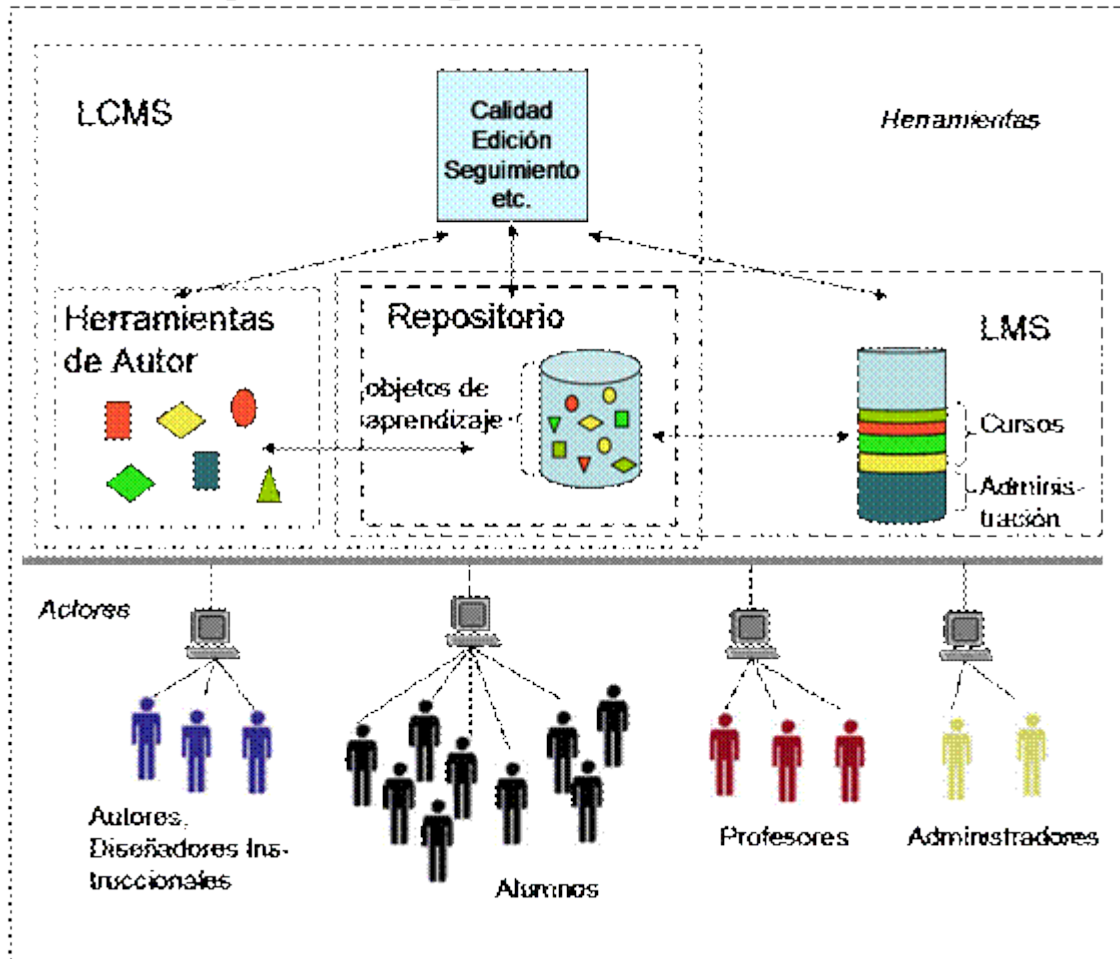 LCMS
Calidad
Edición
Seguimiento
etc.
Herramientas
Herramientas
de Autor
Repositorio
objetos de
aprendizaje
LMS
Cursos
Adminis-
tración
Actores
Autores,
Diseñadores Ins-
truccionales
Alumnos
Profesores
Administradores